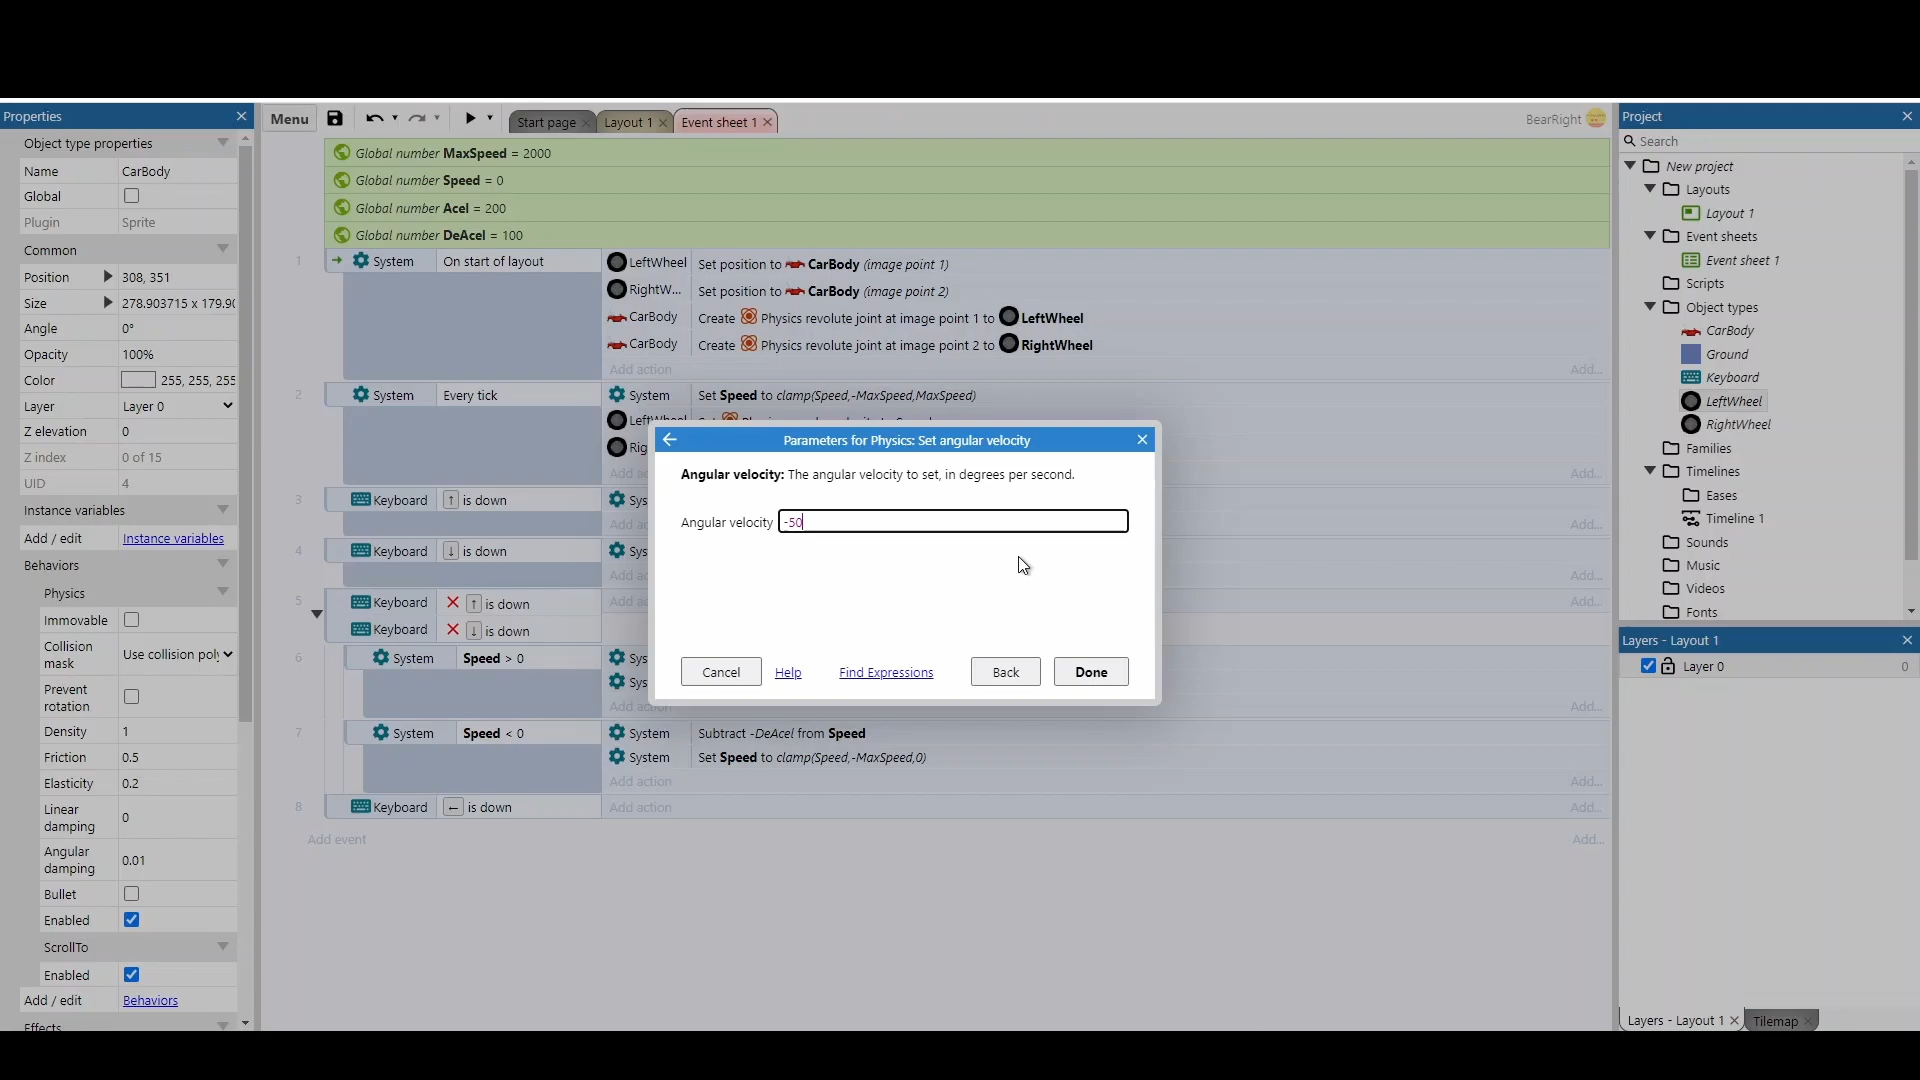 Properties
Object type properties
Name CarBody
Global
Plugin Sprite
Common
Position 308, 351
Size 278.903715 x 179.90
Angle 0°
Opacity 100%
Color 255, 255, 255
Layer Layer 0
Z elevation 0
Z index 0 of 15
UID 4
Instance variables
Add / edit Instance variables
Behaviors
Physics
Immovable
Collision mask Use collision poly
Prevent rotation
Density 1
Friction 0.5
Elasticity 0.2
Linear damping 0
Angular damping 0.01
Bullet
Enabled
ScrollTo
Enabled
Add / edit Behaviors
Effects
Menu
Start page
Layout 1
Event sheet 1
BearRight
Global number MaxSpeed = 2000
Global number Speed = 0
Global number Acel = 200
Global number DeAcel = 100
1 System On start of layout
LeftWheel Set position to CarBody (image point 1)
RightW... Set position to CarBody (image point 2)
CarBody Create Physics revolute joint at image point 1 to LeftWheel
CarBody Create Physics revolute joint at image point 2 to RightWheel
Add action Add...
2 System Every tick
System Set Speed to clamp(Speed,-MaxSpeed,MaxSpeed)
Add...
3 Keyboard ↑ is down
Add...
4 Keyboard ↓ is down
Add...
5 Keyboard ↑ is down
Add...
Keyboard ↓ is down
6 System Speed > 0
Add...
7 System Speed < 0
System Subtract -DeAcel from Speed
System Set Speed to clamp(Speed,-MaxSpeed,0)
Add action Add...
8 Keyboard ← is down Add action Add...
Add event Add...
Parameters for Physics: Set angular velocity
Angular velocity: The angular velocity to set, in degrees per second.
Angular velocity -50
Cancel Help Find Expressions Back Done
Project
Search
New project
Layouts
Layout 1
Event sheets
Event sheet 1
Scripts
Object types
CarBody
Ground
Keyboard
LeftWheel
RightWheel
Families
Timelines
Eases
Timeline 1
Sounds
Music
Videos
Fonts
Layers - Layout 1
Layer 0 0
Layers - Layout 1 Tilemap